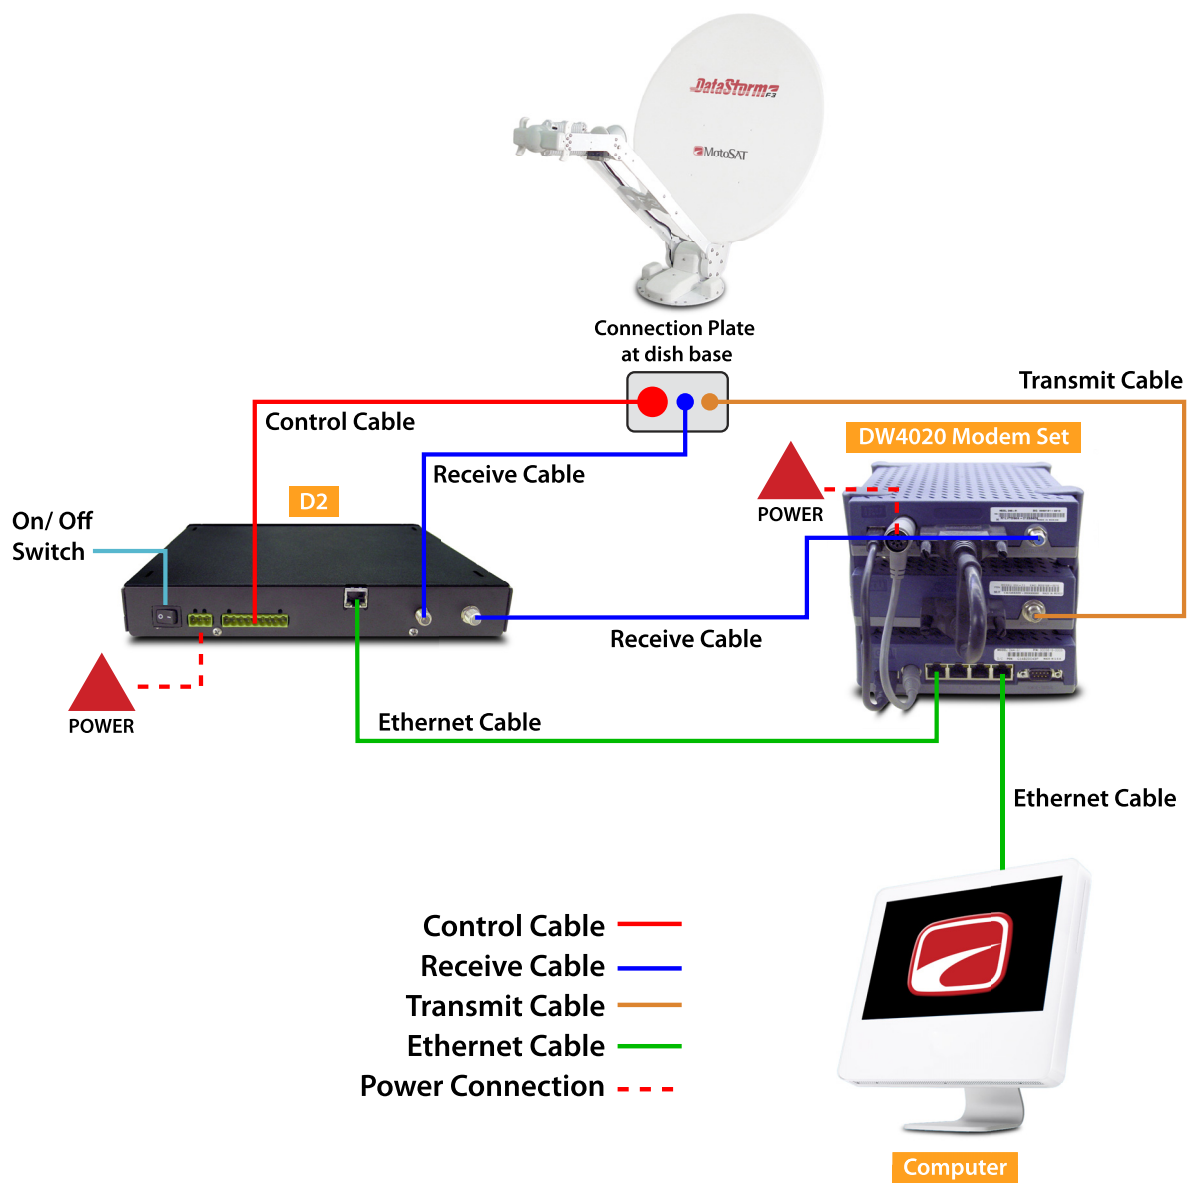 DataStorm F3
MotoSAT
Connection Plate
at dish base
Transmit Cable
Control Cable
DW4020 Modem Set
Receive Cable
D2
POWER
On/ Off
Switch
Receive Cable
POWER
Ethernet Cable
Ethernet Cable
Control Cable
Receive Cable
Transmit Cable
Ethernet Cable
Power Connection
Computer